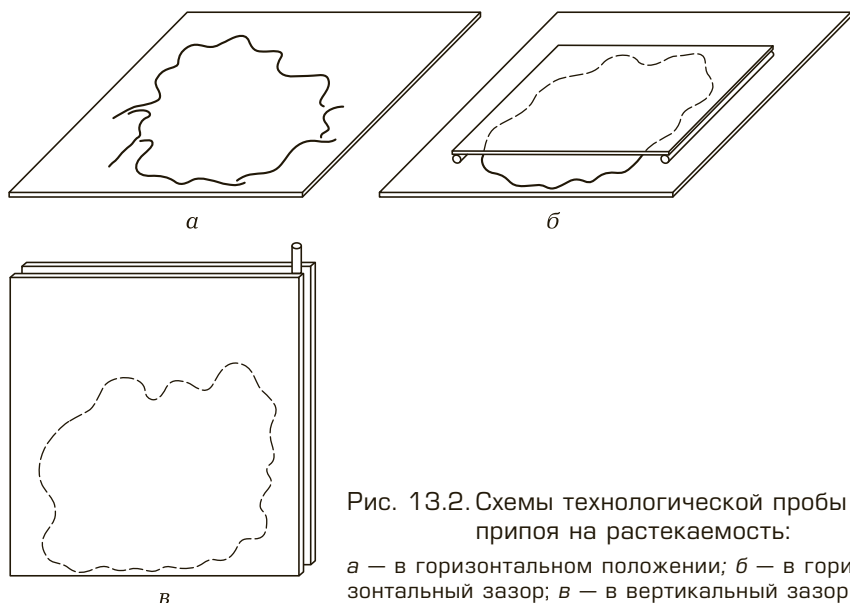 а
б
в
Рис. 13.2. Схемы технологической пробы
припоя на растекаемость:
а — в горизонтальном положении; б — в гори-
зонтальный зазор; в — в вертикальный зазор